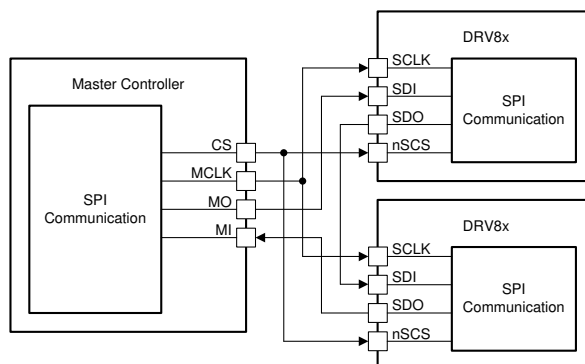 Master Controller
SPI
Communication
CS
MCLK
MO
MI
DRV8x
SCLK
SDI
SDO
nSCS
SPI
Communication
DRV8x
SCLK
SDI
SDO
nSCS
SPI
Communication